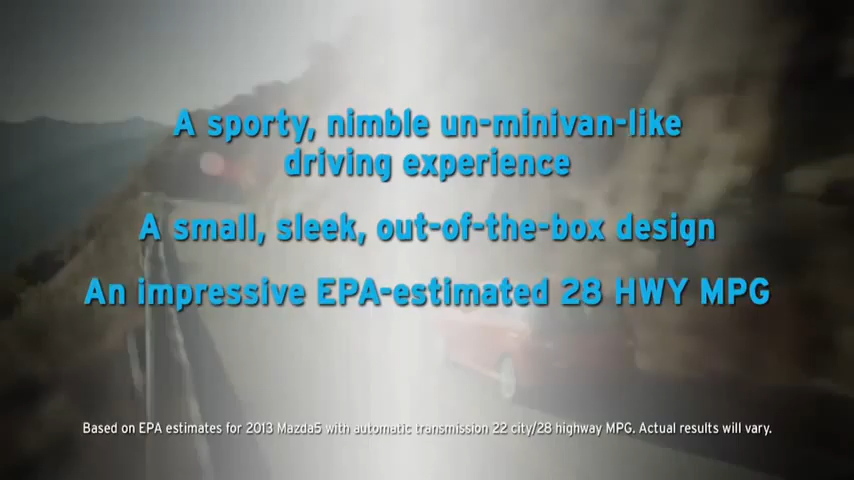 A sporty, nimble un-minivan-like
driving experience
A small, sleek, out-of-the-box design
An impressive EPA-estimated 28 HWY MPG
Based on EPA estimates for 2013 Mazda5 with automatic transmission 22 city/28 highway MPG. Actual results will vary.